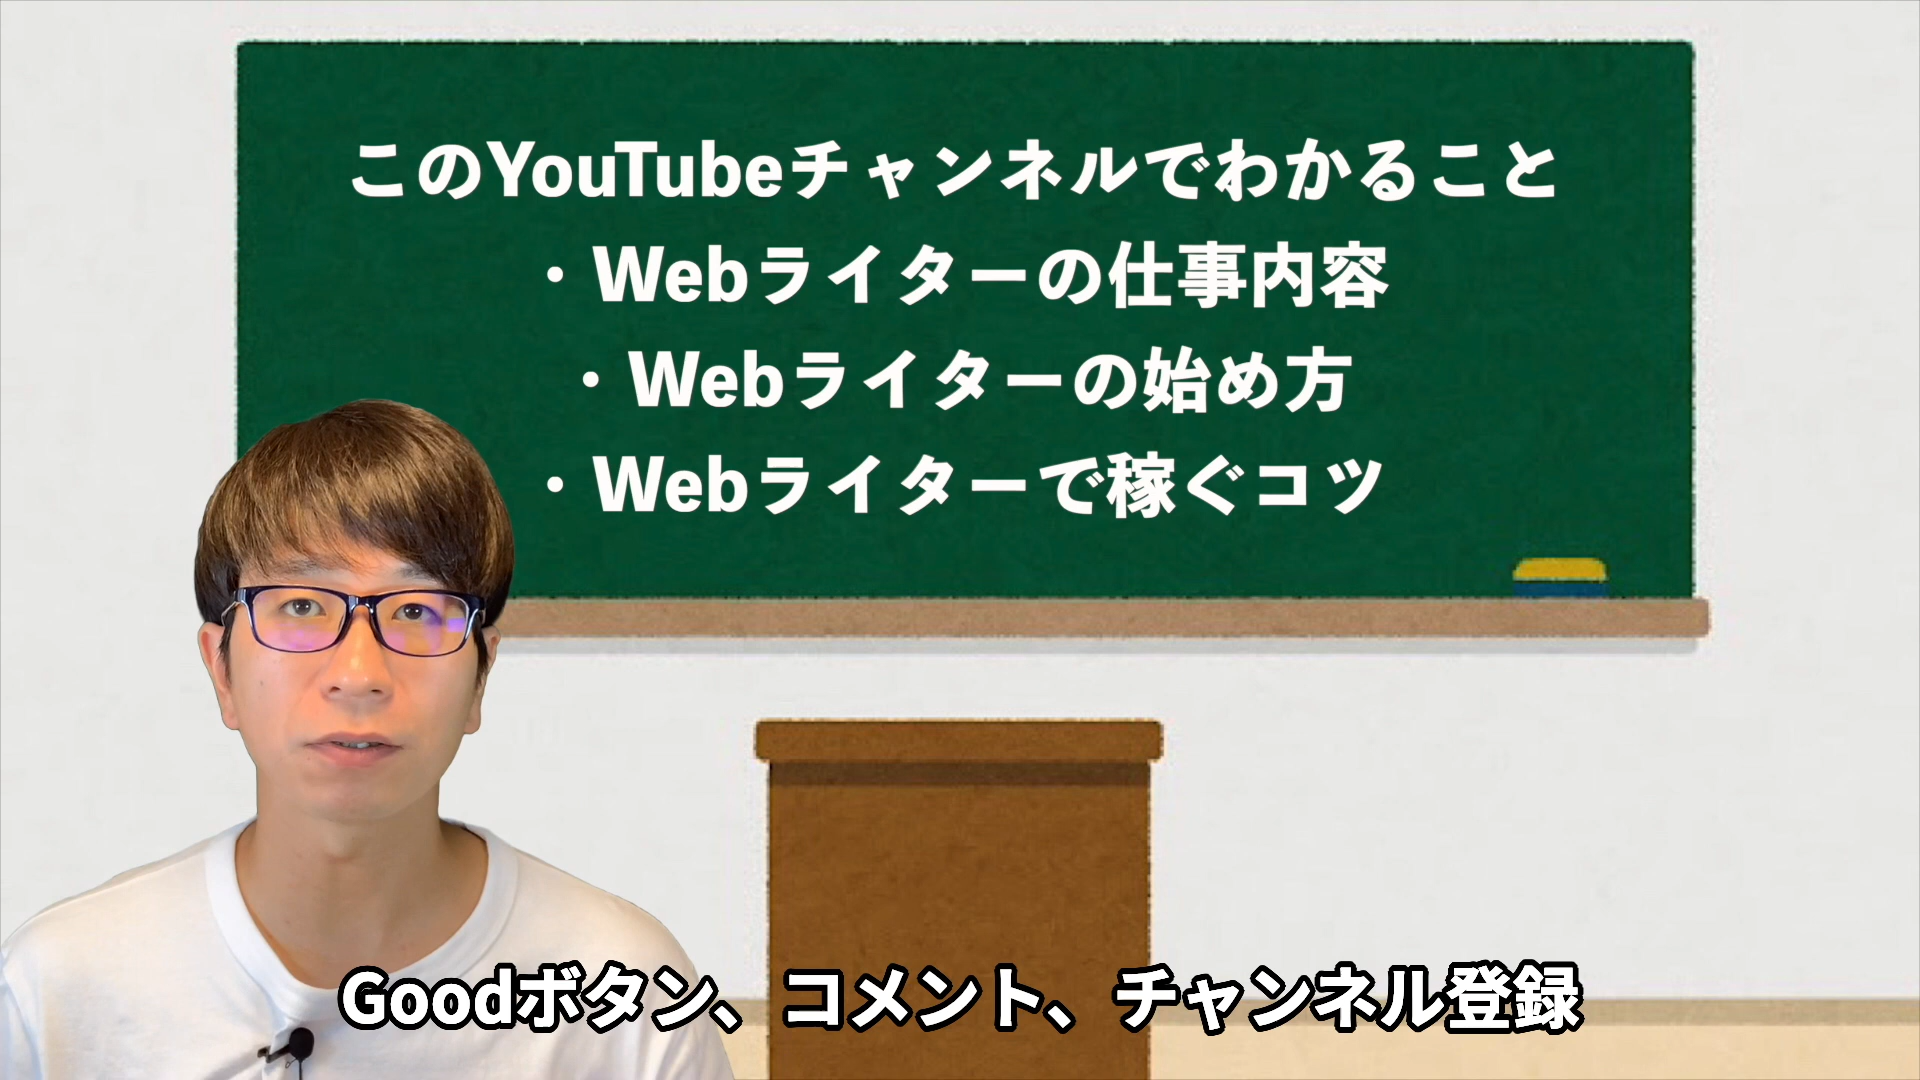 このYouTubeチャンネルでわかること
・Webライターの仕事内容
・Webライターの始め方
・Webライターで稼ぐコツ
Goodボタン、コメント、チャンネル登録